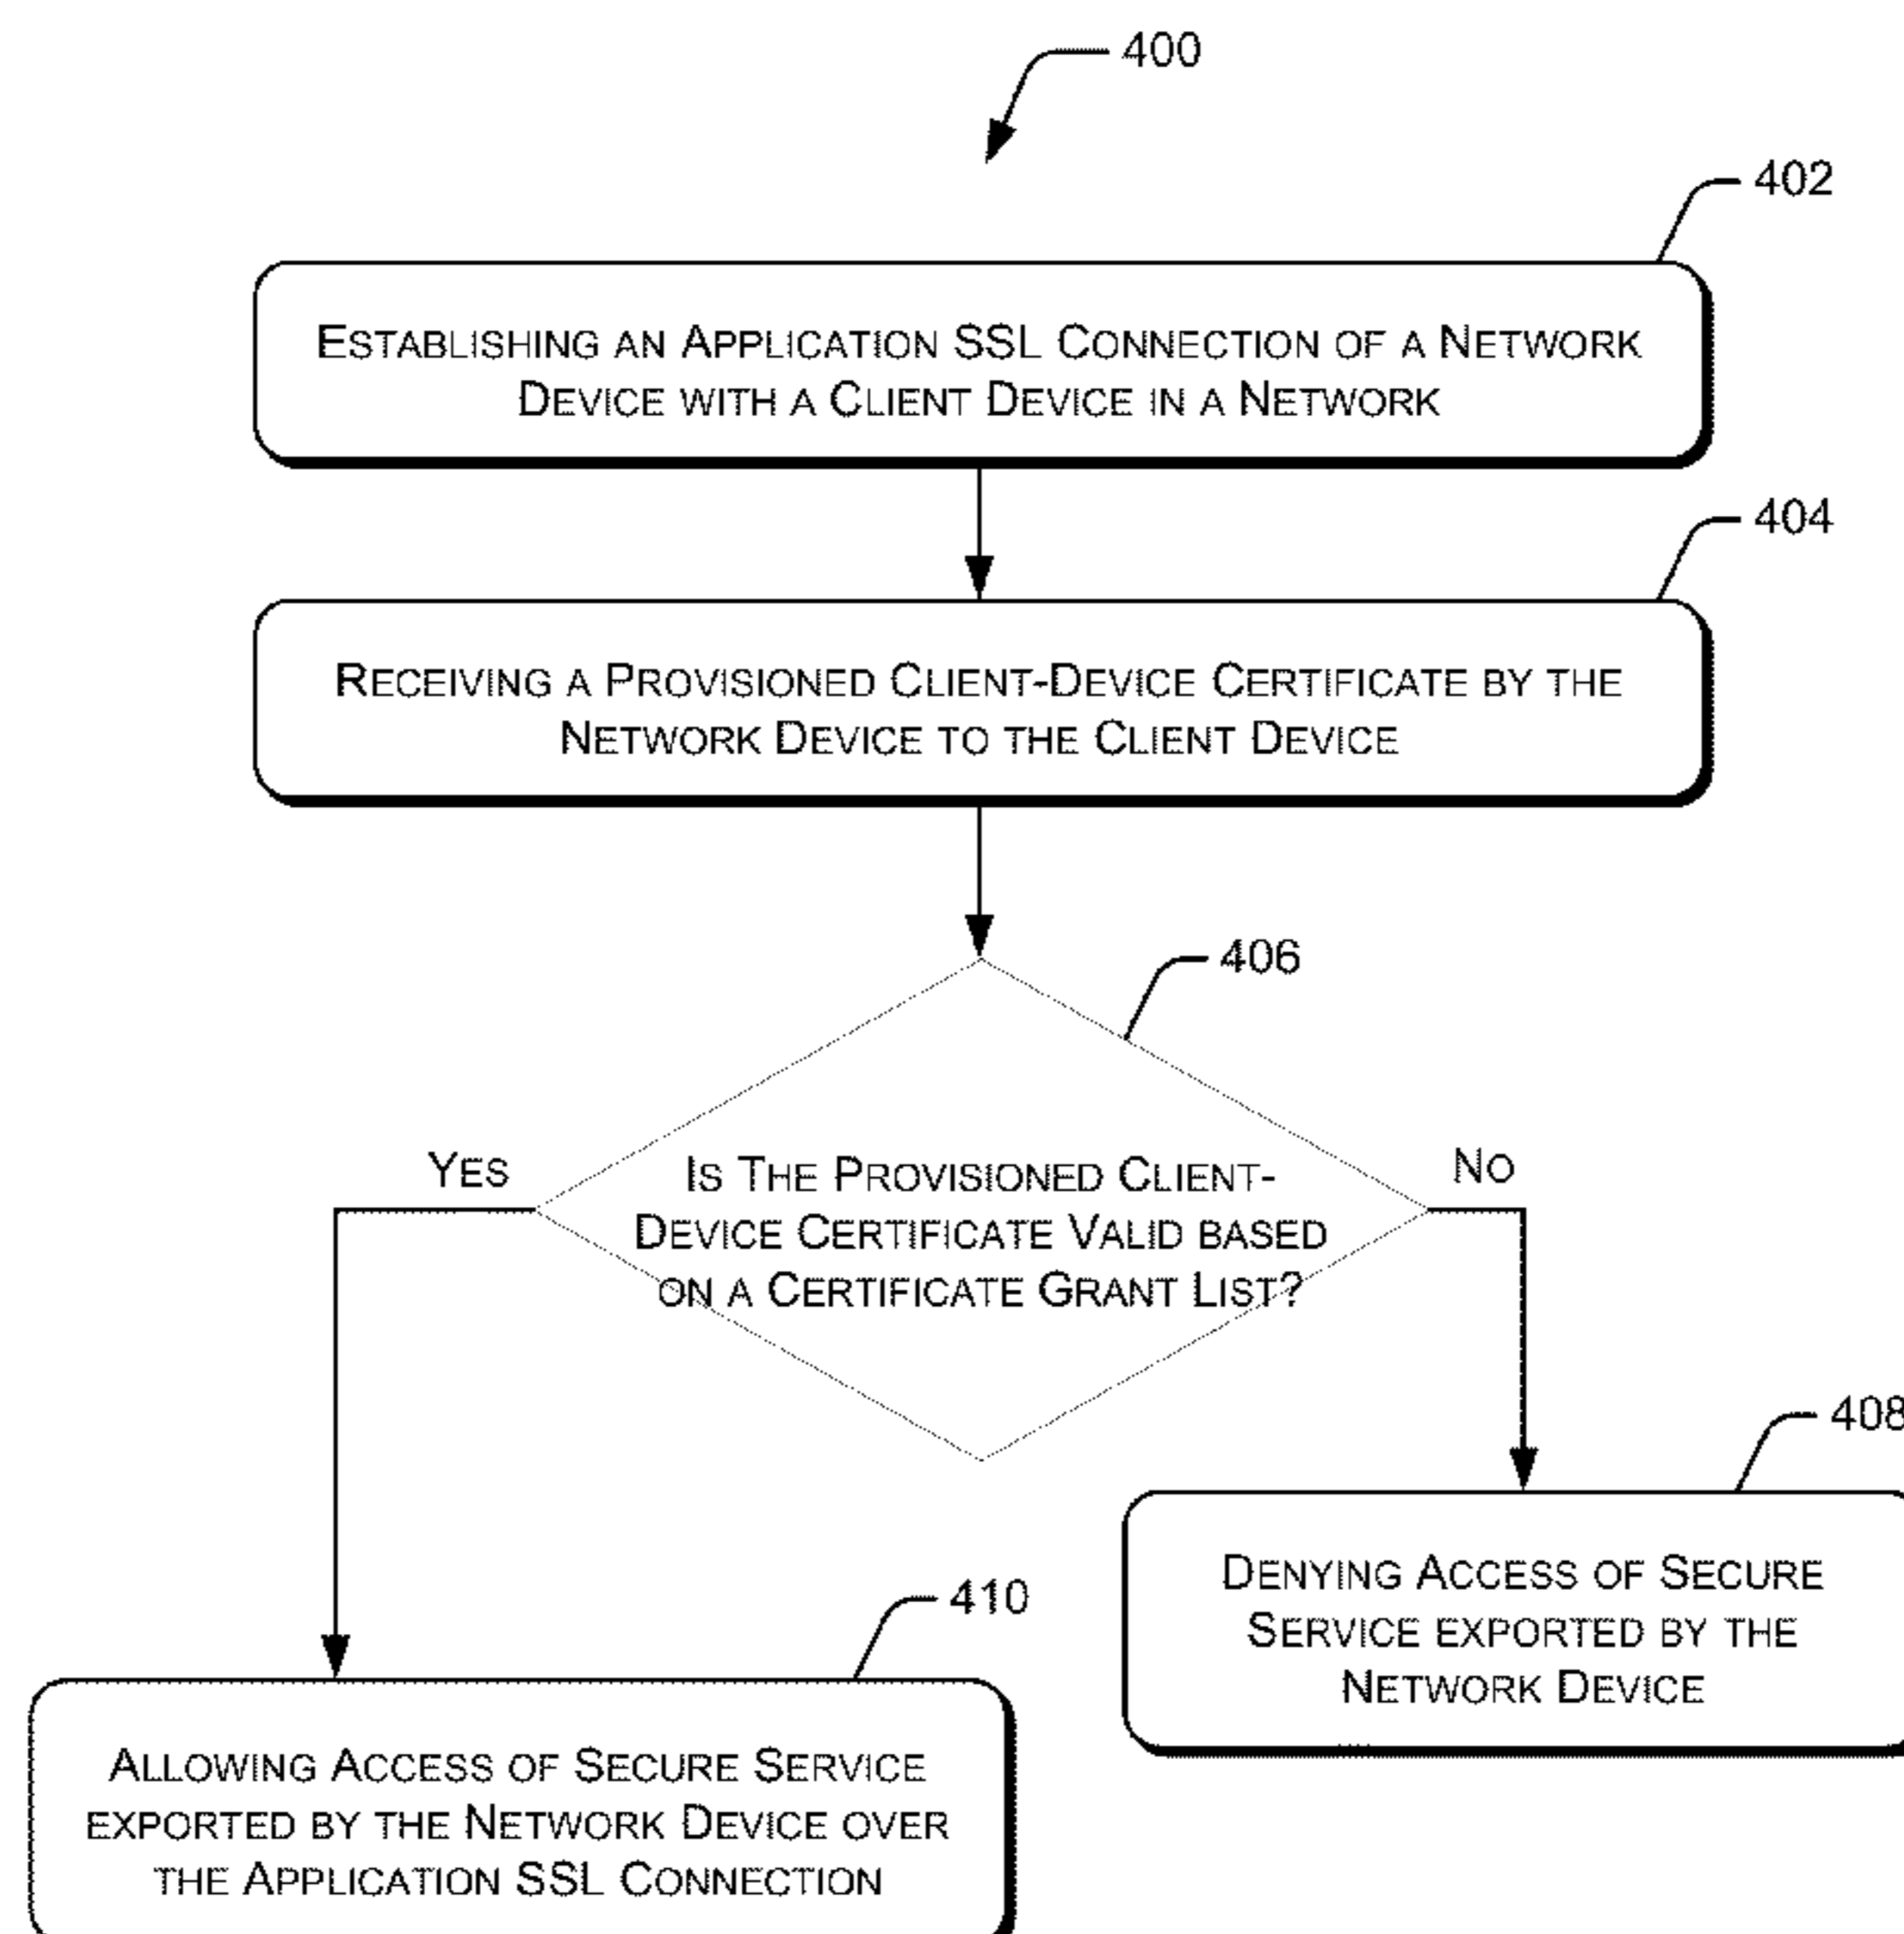 400
402
ESTABLISHING AN APPLICATION SSL CONNECTION OF A NETWORK
DEVICE WITH A CLIENT DEVICE IN A NETWORK
404
RECEIVING A PROVISIONED CLIENT-DEVICE CERTIFICATE BY THE
NETWORK DEVICE TO THE CLIENT DEVICE
406
YES
NO
IS THE PROVISIONED CLIENT-
DEVICE CERTIFICATE VALID BASED
ON A CERTIFICATE GRANT LIST?
408
DENYING ACCESS OF SECURE
SERVICE EXPORTED BY THE
NETWORK DEVICE
410
ALLOWING ACCESS OF SECURE SERVICE
EXPORTED BY THE NETWORK DEVICE OVER
THE APPLICATION SSL CONNECTION